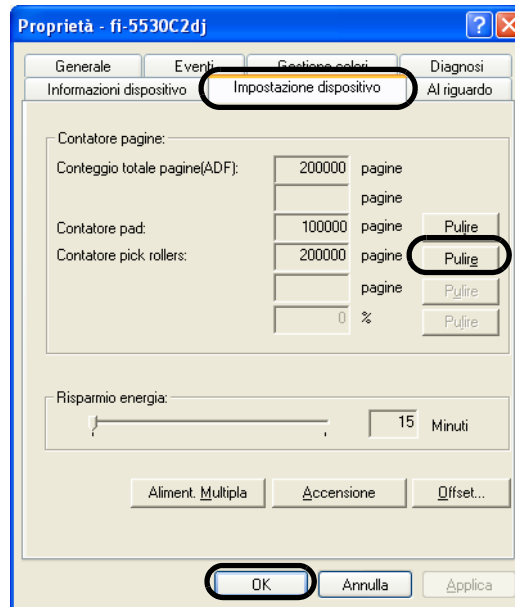 Proprietà - fi-5530C2dj
Generale Eventi Gestione colori Diagnosi
Informazioni dispositivo Impostazione dispositivo Al riguardo
Contatore pagine:
Conteggio totale pagine(ADF): 200000 pagine
pagine
Contatore pad: 100000 pagine Pulire
Contatore pick rollers: 200000 pagine Pulire
pagine Pulire
0 % Pulire
Risparmio energia:
15 Minuti
Aliment. Multipla Accensione Offset...
OK Annulla Applica